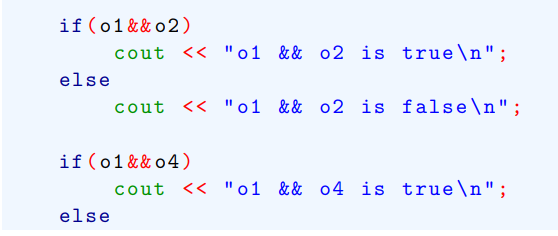 if(o1&&o2)
cout << "o1 && o2 is true\n";
else
cout << "o1 && o2 is false\n";
if(o1&&o4)
cout << "o1 && o4 is true\n";
else